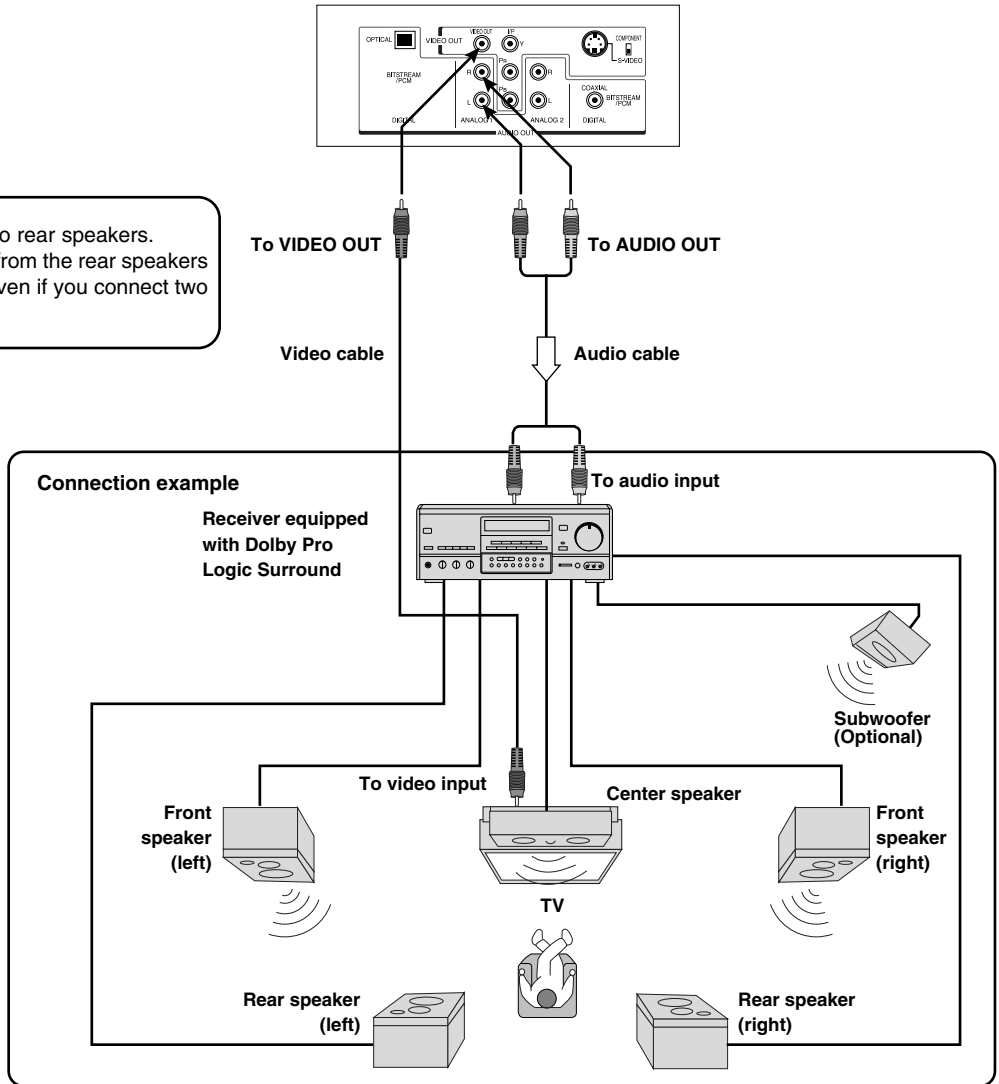 VIDEO OUT
I/P
OPTICAL
VIDEO OUT
Y
COMPONENT
S-VIDEO
BITSTREAM
/PCM
R
PB
R
COAXIAL
BITSTREAM
/PCM
L
PR
L
DIGITAL
ANALOG 1
ANALOG 2
DIGITAL
AUDIO OUT
o rear speakers.
from the rear speakers
ven if you connect two
To VIDEO OUT
To AUDIO OUT
Video cable
Audio cable
Connection example
To audio input
Receiver equipped
with Dolby Pro
Logic Surround
Subwoofer
(Optional)
To video input
Center speaker
Front
speaker
(left)
Front
speaker
(right)
TV
Rear speaker
(left)
Rear speaker
(right)